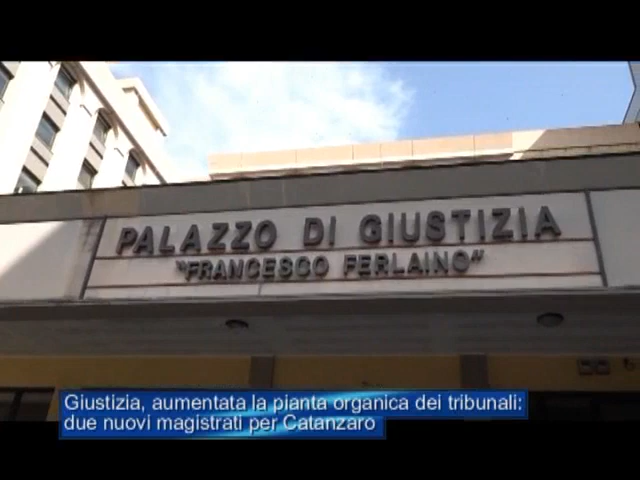 PALAZZO DI GIUSTIZIA
"FRANCESCO FERLAINO"
Giustizia, aumentata la pianta organica dei tribunali:
due nuovi magistrati per Catanzaro